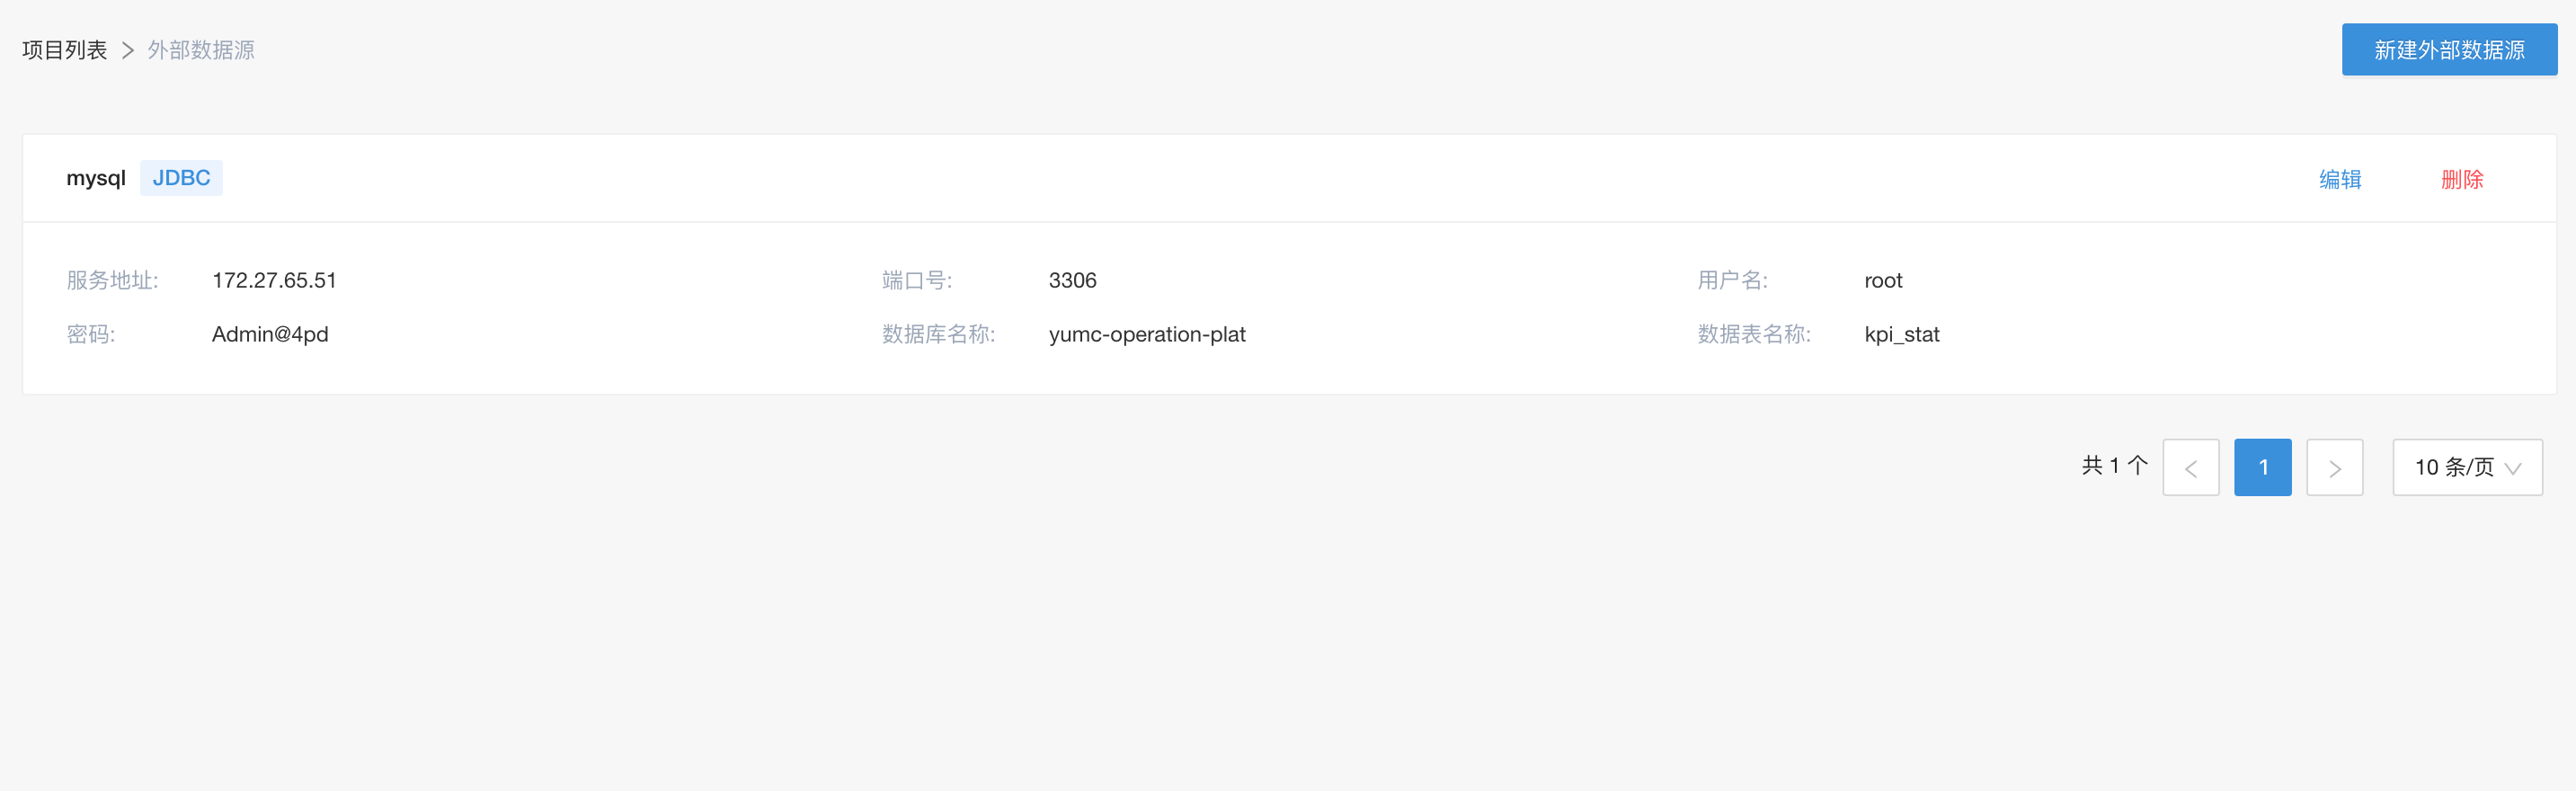 项目列表 > 外部数据源 新建外部数据源
mysql JDBC 编辑 删除
服务地址: 172.27.65.51 端口号: 3306 用户名: root
密码: Admin@4pd 数据库名称: yumc-operation-plat 数据表名称: kpi_stat
共 1 个 < 1 > 10 条/页